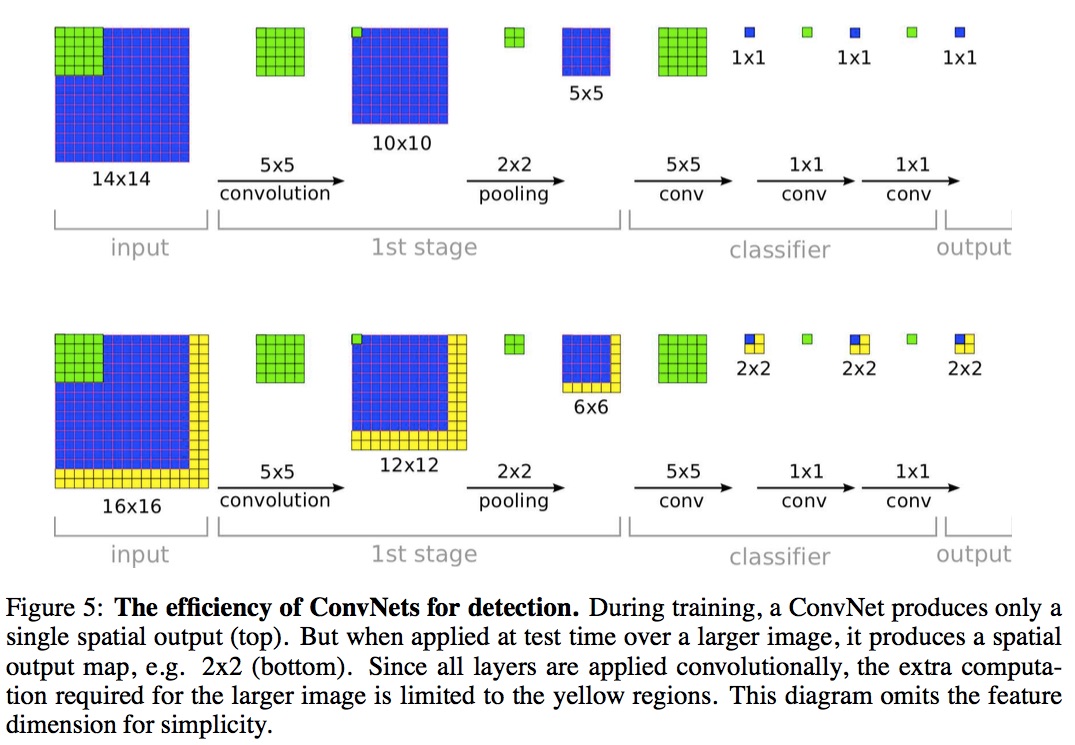 1x1 1x1 1x1
5x5
10x10
14x14
5x5 2x2 5x5 1x1 1x1
convolution pooling conv conv conv
input 1st stage classifier output
2x2 2x2 2x2
6x6
12x12
16x16
5x5 2x2 5x5 1x1 1x1
convolution pooling conv conv conv
input 1st stage classifier output
Figure 5: The efficiency of ConvNets for detection. During training, a ConvNet produces only a
single spatial output (top). But when applied at test time over a larger image, it produces a spatial
output map, e.g. 2x2 (bottom). Since all layers are applied convolutionally, the extra computa-
tion required for the larger image is limited to the yellow regions. This diagram omits the feature
dimension for simplicity.